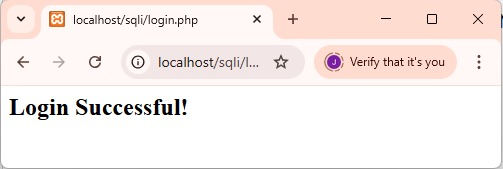 localhost/sqli/login.php
localhost/sqli/l...
J
Verify that it's you
Login Successful!